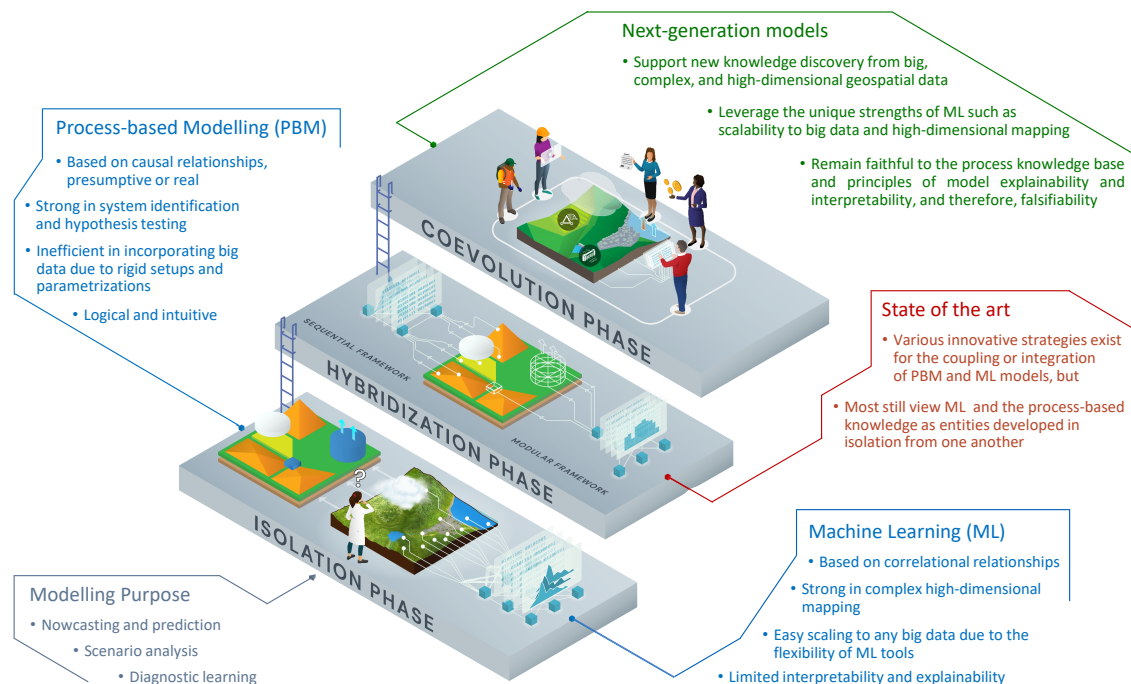 Next-generation models
• Support new knowledge discovery from big,
complex, and high-dimensional geospatial data
• Leverage the unique strengths of ML such as
scalability to big data and high-dimensional mapping
• Remain faithful to the process knowledge base
and principles of model explainability and
interpretability, and therefore, falsifiability
Process-based Modelling (PBM)
• Based on causal relationships,
presumptive or real
• Strong in system identification
and hypothesis testing
• Inefficient in incorporating big
data due to rigid setups and
parametrizations
• Logical and intuitive
COEVOLUTION PHASE
SEQUENTIAL FRAMEWORK
HYBRIDIZATION PHASE
MODULAR FRAMEWORK
State of the art
• Various innovative strategies exist
for the coupling or integration
of PBM and ML models, but
• Most still view ML and the process-based
knowledge as entities developed in
isolation from one another
?
ISOLATION PHASE
Machine Learning (ML)
• Based on correlational relationships
• Strong in complex high-dimensional
mapping
• Easy scaling to any big data due to the
flexibility of ML tools
• Limited interpretability and explainability
Modelling Purpose
• Nowcasting and prediction
• Scenario analysis
• Diagnostic learning